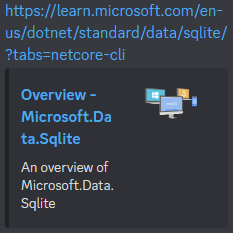 https://learn.microsoft.com/en-
us/dotnet/standard/data/sqlite/
?tabs=netcore-cli
Overview -
Microsoft.Da
ta.Sqlite
An overview of
Microsoft.Data.
Sqlite